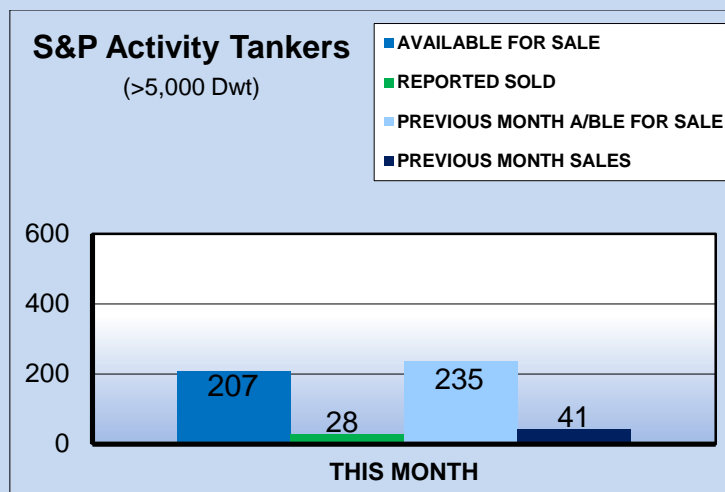 S&P Activity Tankers
(>5,000 Dwt)
AVAILABLE FOR SALE
REPORTED SOLD
PREVIOUS MONTH A/BLE FOR SALE
PREVIOUS MONTH SALES
600
400
200
0
207
28
235
41
THIS MONTH